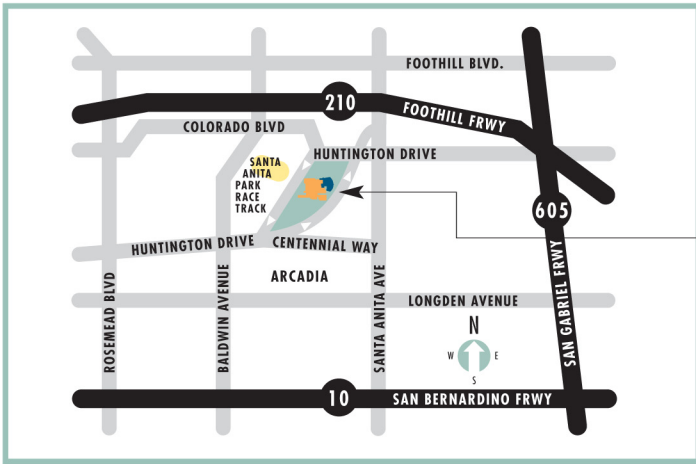 FOOTHILL BLVD.
210
FOOTHILL FRWY
COLORADO BLVD
HUNTINGTON DRIVE
SANTA
ANITA
PARK
RACE
TRACK
605
HUNTINGTON DRIVE
CENTENNIAL WAY
ARCADIA
ROSEMEAD BLVD
BALDWIN AVENUE
SANTA ANITA AVE
SAN GABRIEL FRWY
LONGDEN AVENUE
N
W E
S
10
SAN BERNARDINO FRWY